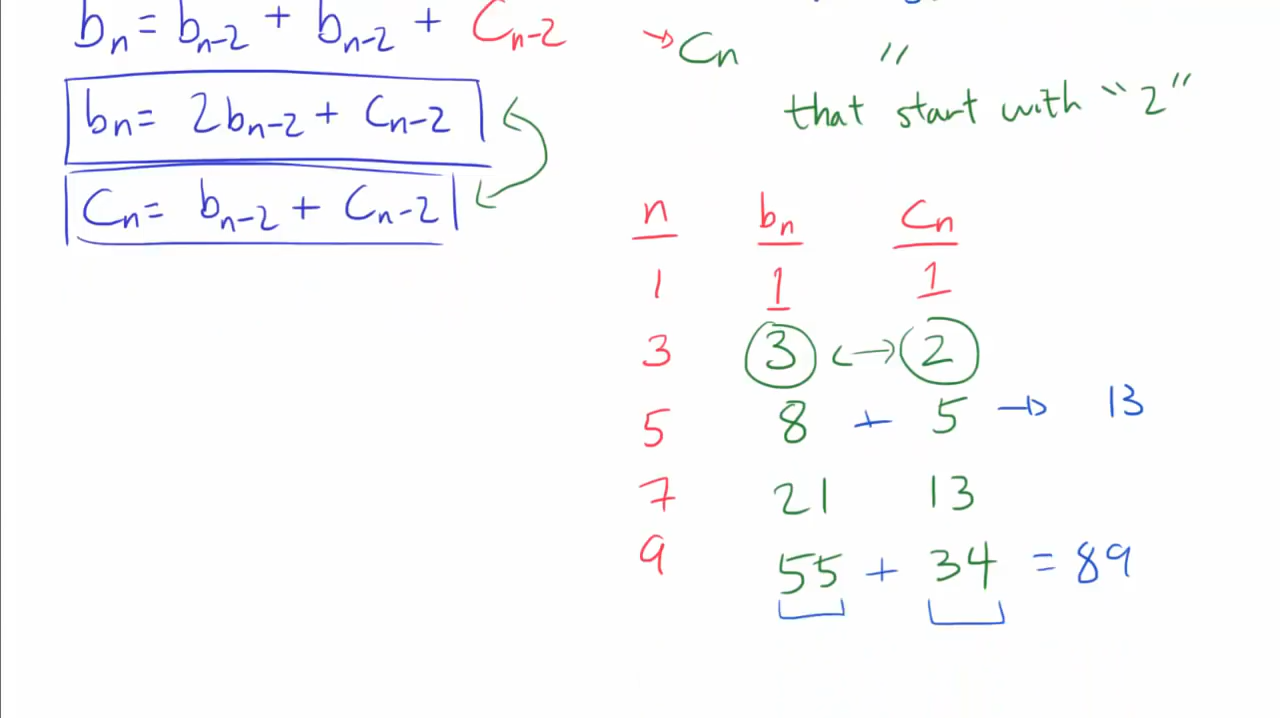 bn = bn-2 + bn-2 + Cn-2
bn = 2bn-2 + Cn-2
Cn = bn-2 + Cn-2
→ Cn "
that start with "2"
n bn Cn
1 1 1
3 3 ↔ 2
5 8 + 5 → 13
7 21 13
9 55 + 34 = 89